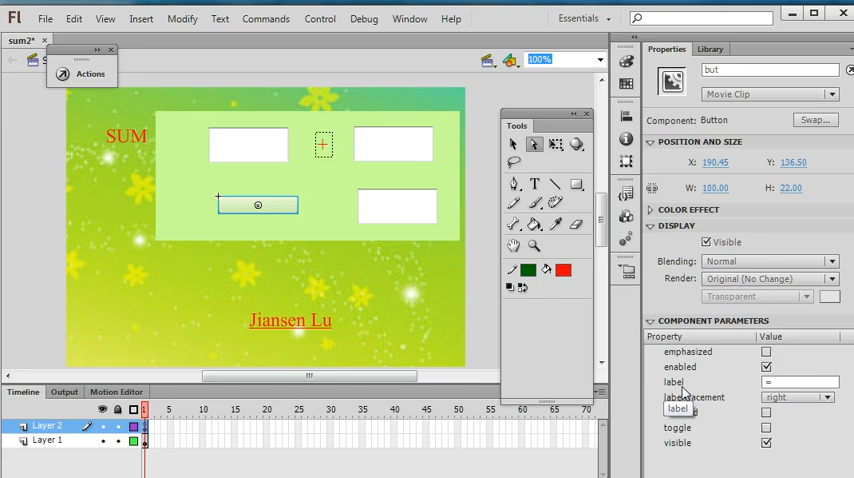 Fl File Edit View Insert Modify Text Commands Control Debug Window Help Essentials
sum2*
Actions
100%
SUM
+
Jiansen Lu
Tools
Timeline Output Motion Editor
1 5 10 15 20 25 30 35 40 45 50 55 60 65 70
Layer 2
Layer 1
Properties Library
but
Movie Clip
Component: Button Swap...
POSITION AND SIZE
X: 190.45 Y: 136.50
W: 100.00 H: 22.00
COLOR EFFECT
DISPLAY
Visible
Blending: Normal
Render: Original (No Change)
Transparent
COMPONENT PARAMETERS
Property Value
emphasized
enabled
label =
right
label
toggle
visible